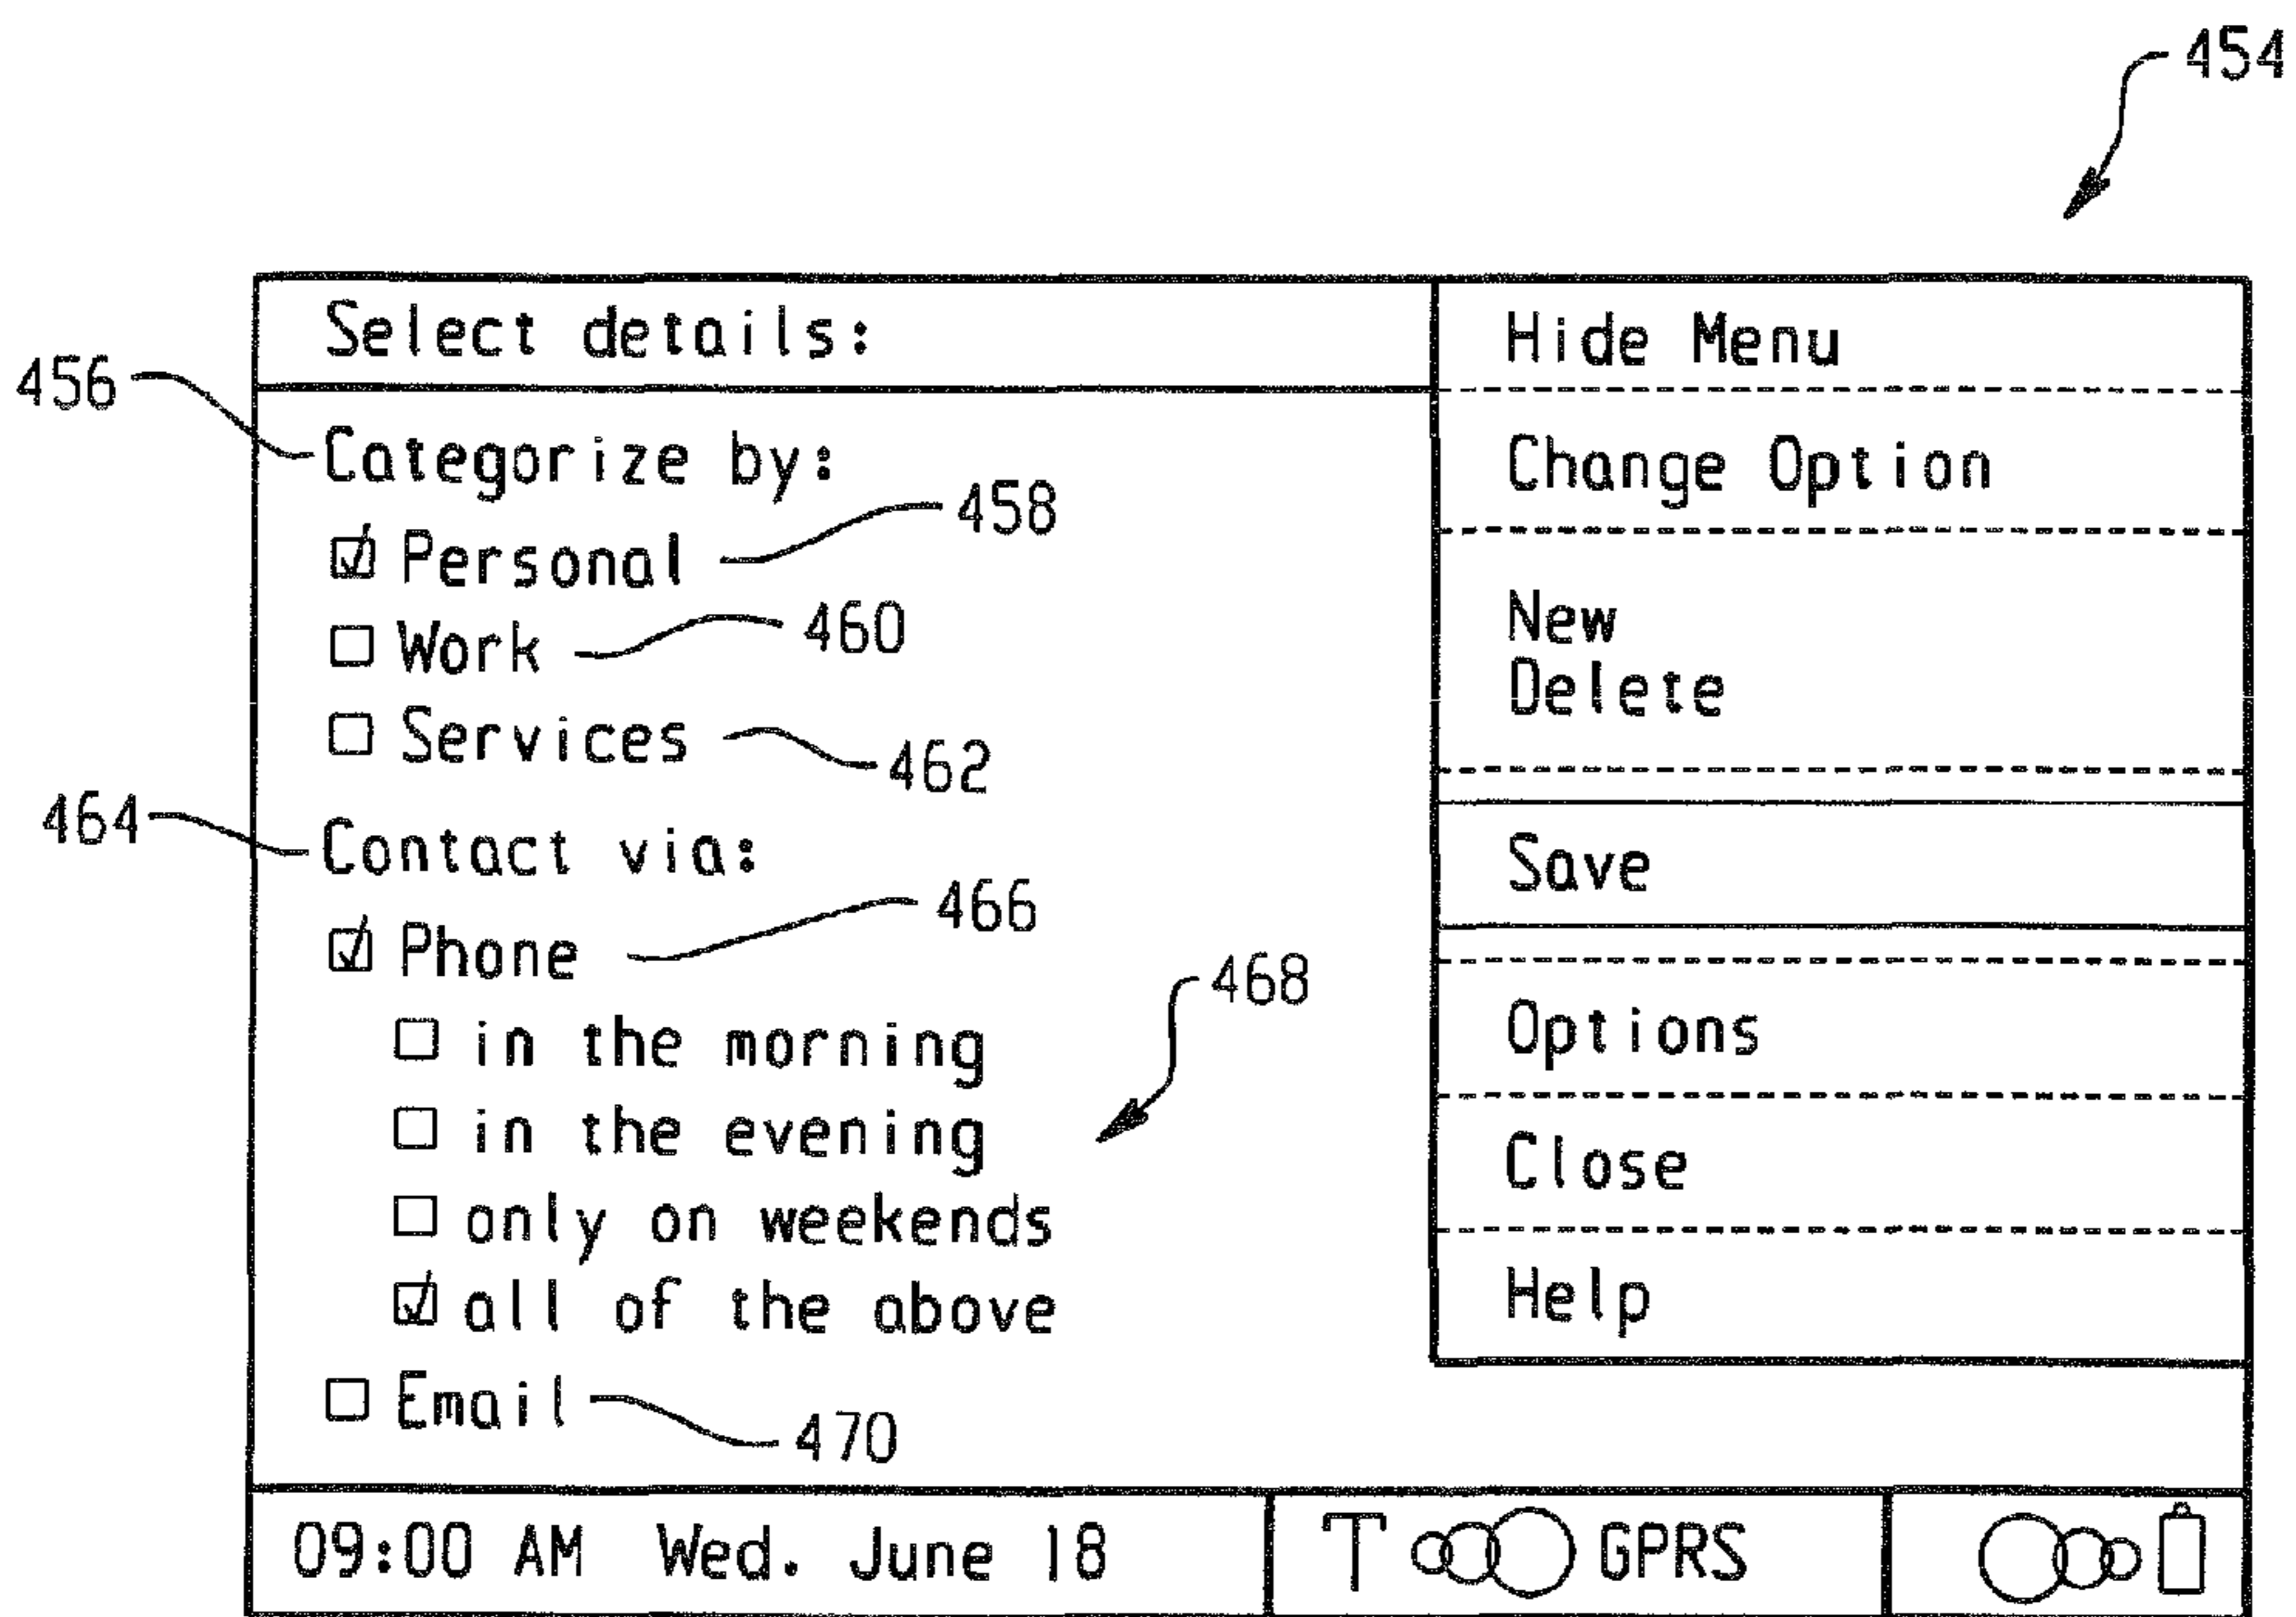 454
Select details:
456
Categorize by:
Personal
458
Work
460
Services
462
464
Contact via:
Phone
466
468
in the morning
in the evening
only on weekends
all of the above
Email
470
Hide Menu
Change Option
New
Delete
Save
Options
Close
Help
09:00 AM Wed. June 18
T GPRS